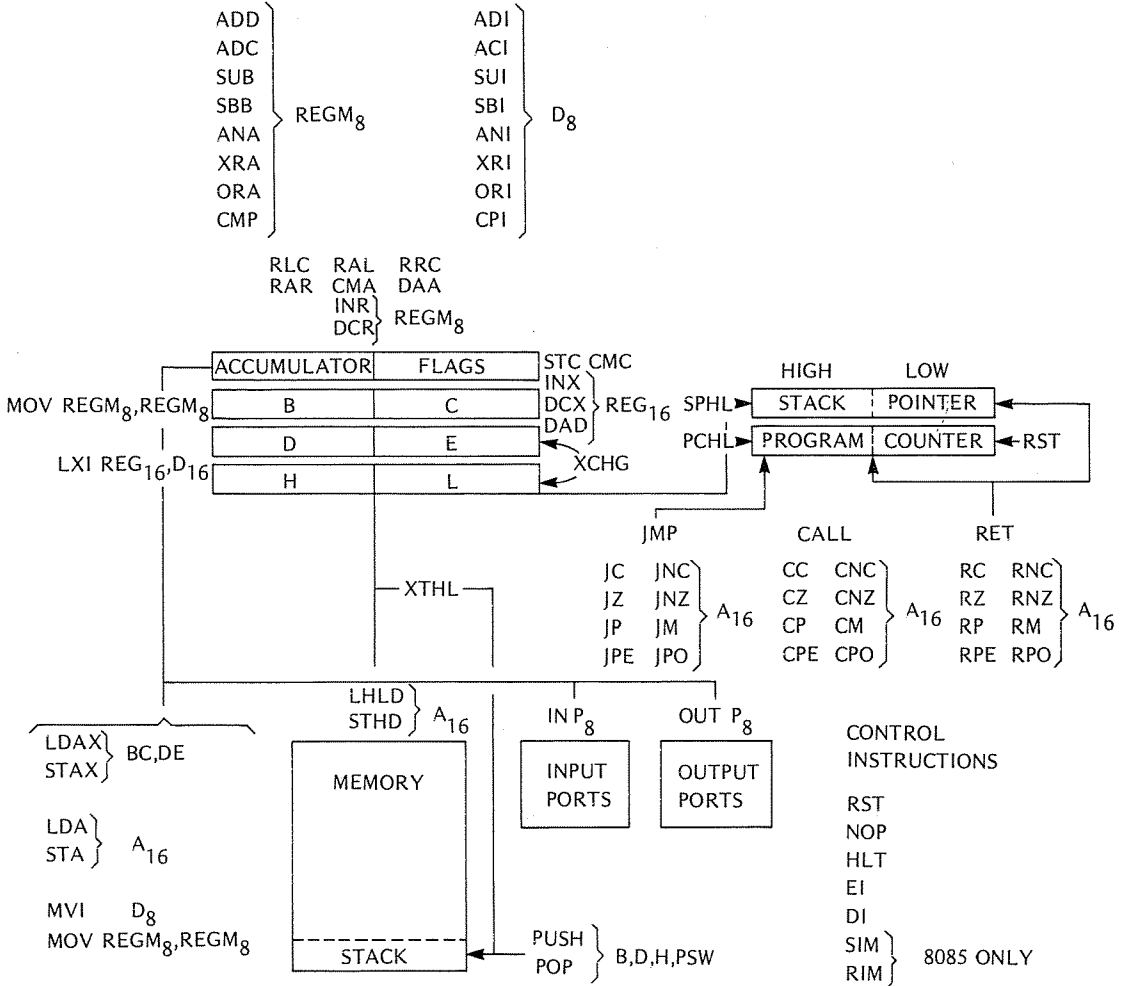 ADD
ADC
SUB
SBB
ANA
XRA
ORA
CMP
REGM8
ADI
ACI
SUI
SBI
ANI
XRI
ORI
CPI
D8
RLC RAL RRC
RAR CMA DAA
INR
DCR
REGM8
ACCUMULATOR FLAGS
STC CMC
MOV REGM8,REGM8
B C
INX
DCX
DAD
REG16
D E
LXI REG16,D16
H L
XCHG
HIGH LOW
SPHL STACK POINTER
PCHL PROGRAM COUNTER RST
JMP
JC JNC
JZ JNZ
JP JM
JPE JPO
A16
CALL
CC CNC
CZ CNZ
CP CM
CPE CPO
A16
RET
RC RNC
RZ RNZ
RP RM
RPE RPO
A16
XTHL
LHLD
STHD
A16
IN P8
OUT P8
LDAX
STAX
BC,DE
LDA
STA
A16
MVI D8
MOV REGM8,REGM8
MEMORY
STACK
INPUT
PORTS
OUTPUT
PORTS
PUSH
POP
B,D,H,PSW
CONTROL
INSTRUCTIONS
RST
NOP
HLT
EI
DI
SIM
RIM
8085 ONLY